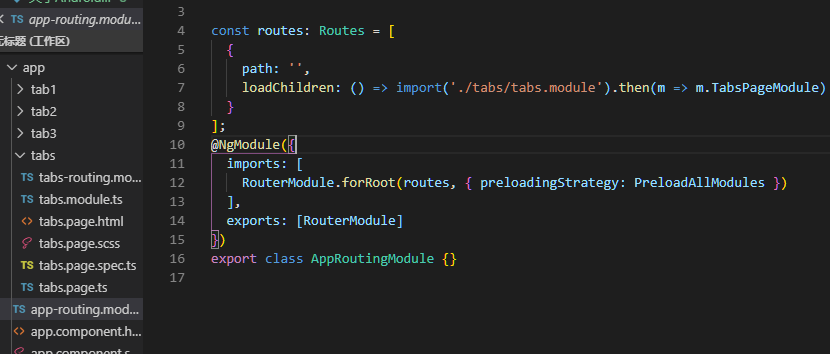 app-routing.modu...
无标题 (工作区)
app
tab1
tab2
tab3
tabs
TS tabs-routing.mo...
TS tabs.module.ts
<> tabs.page.html
tabs.page.scss
TS tabs.page.spec.ts
TS tabs.page.ts
TS app-routing.mod...
<> app.component.h...
3
4 const routes: Routes = [
5 {
6 path: '',
7 loadChildren: () => import('./tabs/tabs.module').then(m => m.TabsPageModule)
8 }
9 ];
10 @NgModule({
11 imports: [
12 RouterModule.forRoot(routes, { preloadingStrategy: PreloadAllModules })
13 ],
14 exports: [RouterModule]
15 })
16 export class AppRoutingModule {}
17